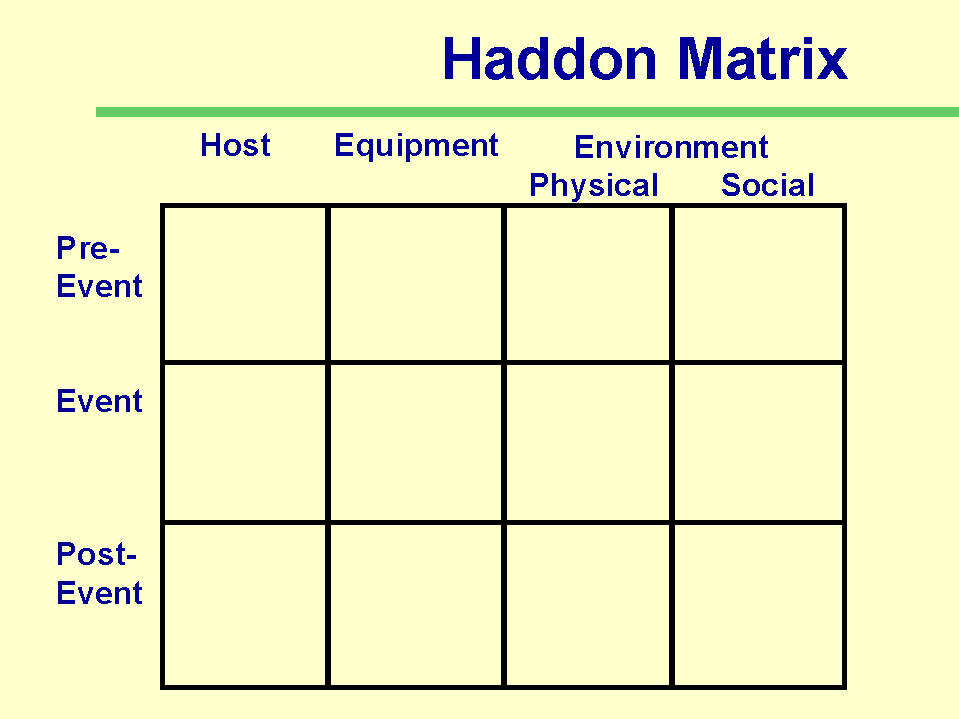 Haddon Matrix
Host Equipment Environment
Physical Social
Pre-
Event
Event
Post-
Event